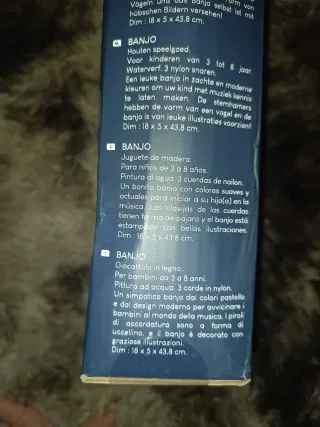 Vögeln und das Banjo selbst ist mit
hübschen Bildern versehen!
Dim : 18 x 5 x 43.8 cm.
BANJO
Houten speelgoed.
Voor kinderen van 3 tot 8 jaar.
Waterverf. 3 nylon snaren.
Een leuke banjo in zachte en moderne
kleuren om uw kind met muziek kennis
te laten maken. De stemhamers
hebben de vorm van een vogel en de
banjo is van leuke illustraties voorzien!
Dim : 18 x 5 x 43.8 cm.
BANJO
Juguete de madera.
Para niños de 3 a 8 años.
Pintura al agua. 3 cuerdas de nailon.
Un bonito banjo con colores suaves y
actuales para iniciar a su hijo(a) en la
música. Las clavijas de las cuerdas
tienen forma de pájaro y el banjo está
estampado con bellas ilustraciones.
Dim : 18 x 5 x 43.8 cm.
BANJO
Giocattolo in legno.
Per bambini da 3 a 8 anni.
Pittura ad acqua. 3 corde in nylon.
Un simpatico banjo dai colori pastello
e dal design moderno per avvicinare i
bambini al mondo della musica. I piroli
di accordatura sono a forma di
uccellino, e il banjo è decorato con
graziose illustrazioni.
Dim : 18 x 5 x 43,8 cm.